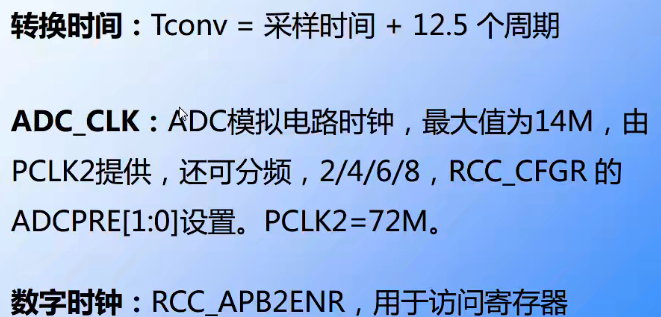 转换时间：Tconv = 采样时间 + 12.5 个周期
ADC_CLK：ADC模拟电路时钟，最大值为14M，由
PCLK2提供，还可分频，2/4/6/8，RCC_CFGR 的
ADCPRE[1:0]设置。PCLK2=72M。
数字时钟：RCC_APB2ENR，用于访问寄存器